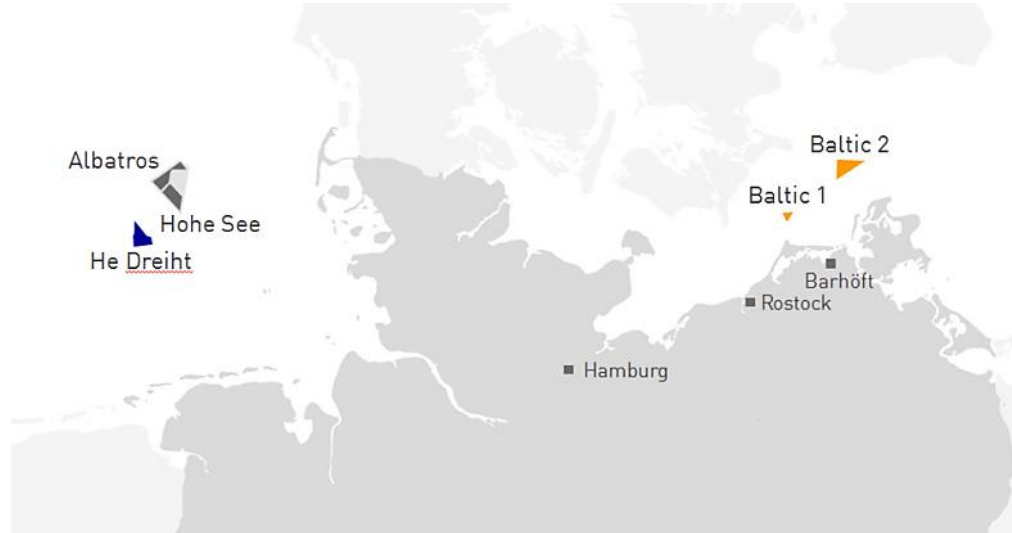 Baltic 2
Albatros
Baltic 1
Hohe See
He Dreiht
Barhöft
Rostock
Hamburg